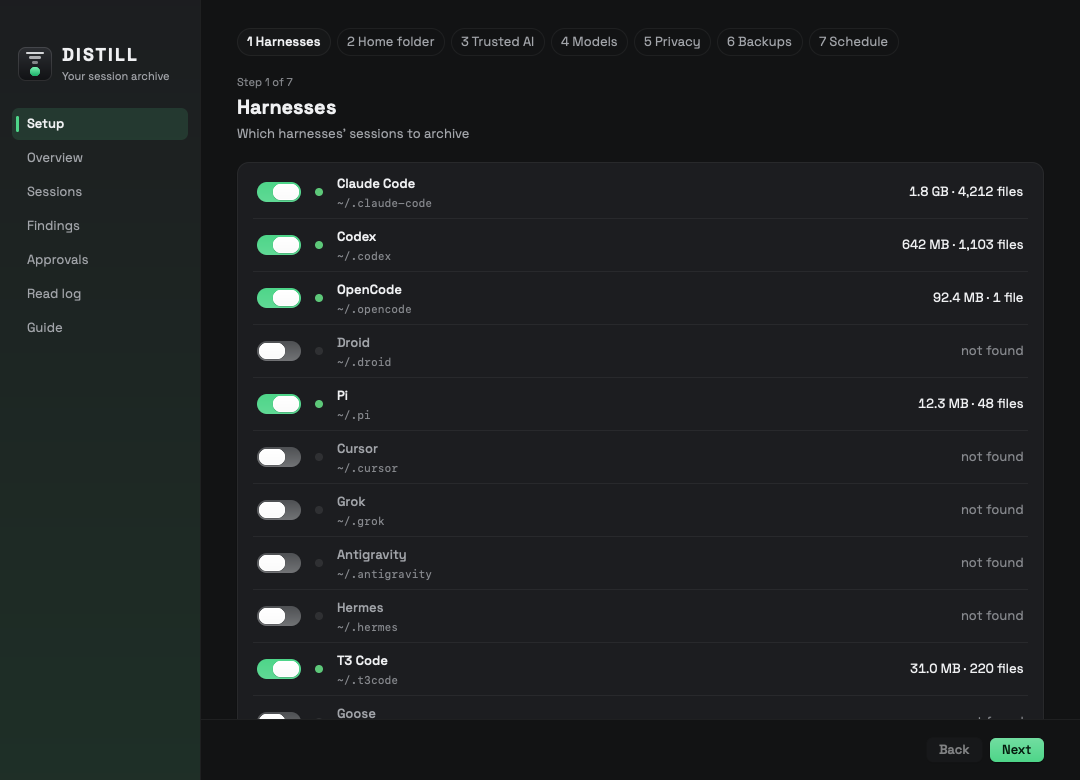 DISTILL
Your session archive
Setup
Overview
Sessions
Findings
Approvals
Read log
Guide
1 Harnesses 2 Home folder 3 Trusted AI 4 Models 5 Privacy 6 Backups 7 Schedule
Step 1 of 7
Harnesses
Which harnesses' sessions to archive
Claude Code
~/.claude-code
1.8 GB · 4,212 files
Codex
~/.codex
642 MB · 1,103 files
OpenCode
~/.opencode
92.4 MB · 1 file
Droid
~/.droid
not found
Pi
~/.pi
12.3 MB · 48 files
Cursor
~/.cursor
not found
Grok
~/.grok
not found
Antigravity
~/.antigravity
not found
Hermes
~/.hermes
not found
T3 Code
~/.t3code
31.0 MB · 220 files
Goose
Back Next